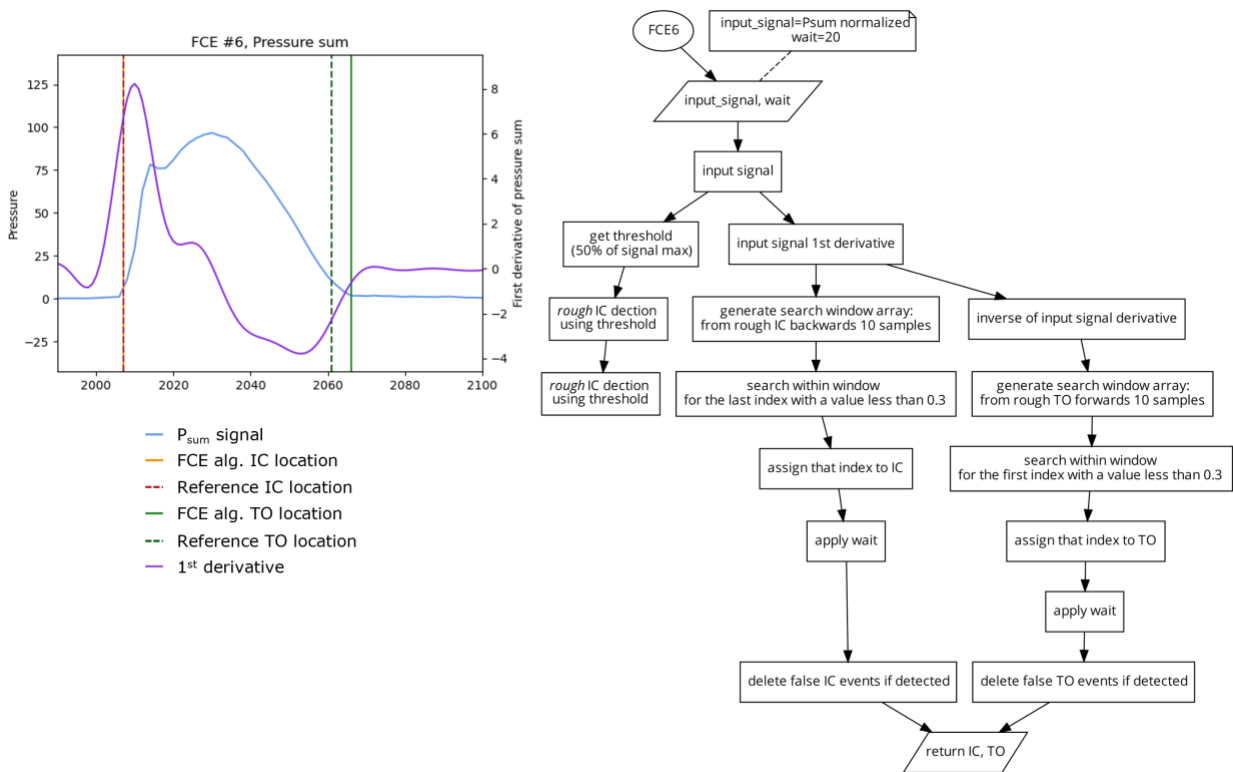 FCE #6, Pressure sum
125
100
75
50
25
0
−25
Pressure
8
6
4
2
0
−2
−4
First derivative of pressure sum
2000
2020
2040
2060
2080
2100
Psum signal
FCE alg. IC location
Reference IC location
FCE alg. TO location
Reference TO location
1st derivative
FCE6
input_signal=Psum normalized
wait=20
input_signal, wait
input signal
get threshold
(50% of signal max)
input signal 1st derivative
rough IC dection
using threshold
generate search window array:
from rough IC backwards 10 samples
inverse of input signal derivative
rough IC dection
using threshold
search within window
for the last index with a value less than 0.3
generate search window array:
from rough TO forwards 10 samples
assign that index to IC
search within window
for the first index with a value less than 0.3
apply wait
assign that index to TO
apply wait
delete false IC events if detected
delete false TO events if detected
return IC, TO